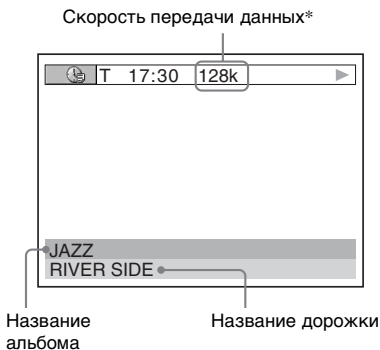 Скорость передачи данных*
T 17:30 128k
JAZZ
RIVER SIDE
Название альбома
Название дорожки